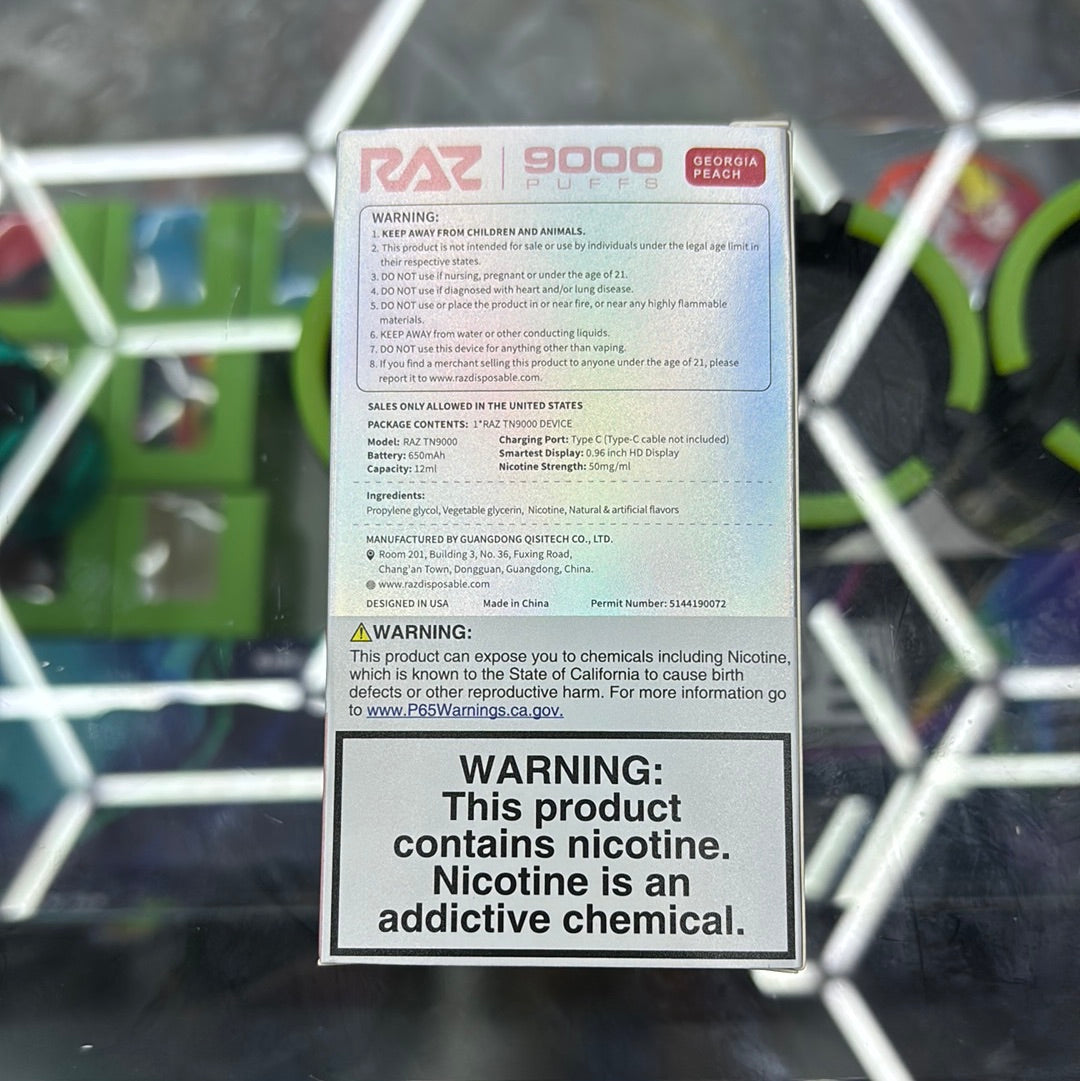 RAZ 9000 PUFFS GEORGIA PEACH
WARNING:
1. KEEP AWAY FROM CHILDREN AND ANIMALS.
2. This product is not intended for sale or use by individuals under the legal age limit in
their respective states.
3. DO NOT use if nursing, pregnant or under the age of 21.
4. DO NOT use if diagnosed with heart and/or lung disease.
5. DO NOT use or place the product in or near fire, or near any highly flammable
materials.
6. KEEP AWAY from water or other conducting liquids.
7. DO NOT use this device for anything other than vaping.
8. If you find a merchant selling this product to anyone under the age of 21, please
report it to www.razdisposable.com.
SALES ONLY ALLOWED IN THE UNITED STATES
PACKAGE CONTENTS: 1*RAZ TN9000 DEVICE
Model: RAZ TN9000 Charging Port: Type C (Type-C cable not included)
Battery: 650mAh Smartest Display: 0.96 inch HD Display
Capacity: 12ml Nicotine Strength: 50mg/ml
Ingredients:
Propylene glycol, Vegetable glycerin, Nicotine, Natural & artificial flavors
MANUFACTURED BY GUANGDONG QISITECH CO., LTD.
Room 201, Building 3, No. 36, Fuxing Road,
Chang'an Town, Dongguan, Guangdong, China.
www.razdisposable.com
DESIGNED IN USA Made in China Permit Number: 5144190072
WARNING:
This product can expose you to chemicals including Nicotine,
which is known to the State of California to cause birth
defects or other reproductive harm. For more information go
to www.P65Warnings.ca.gov.
WARNING:
This product
contains nicotine.
Nicotine is an
addictive chemical.